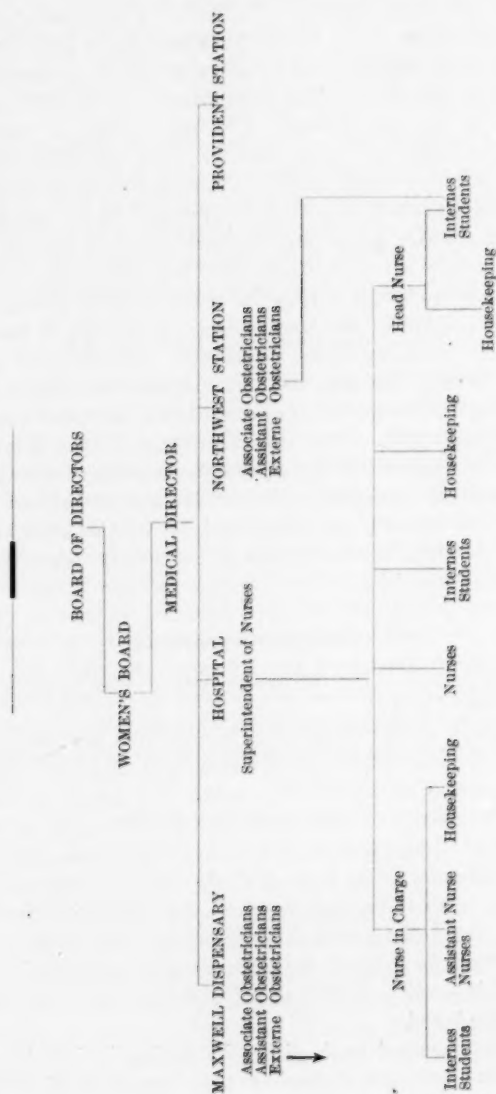 BOARD OF DIRECTORS
WOMEN'S BOARD
MEDICAL DIRECTOR
MAXWELL DISPENSARY
Associate Obstetricians
Assistant Obstetricians
Externe Obstetricians
HOSPITAL
Superintendent of Nurses
NORTHWEST STATION
Associate Obstetricians
Assistant Obstetricians
Externe Obstetricians
PROVIDENT STATION
Nurse in Charge
Head Nurse
Internes
Students
Assistant Nurse
Nurses
Housekeeping
Nurses
Internes
Students
Housekeeping
Housekeeping
Internes
Students